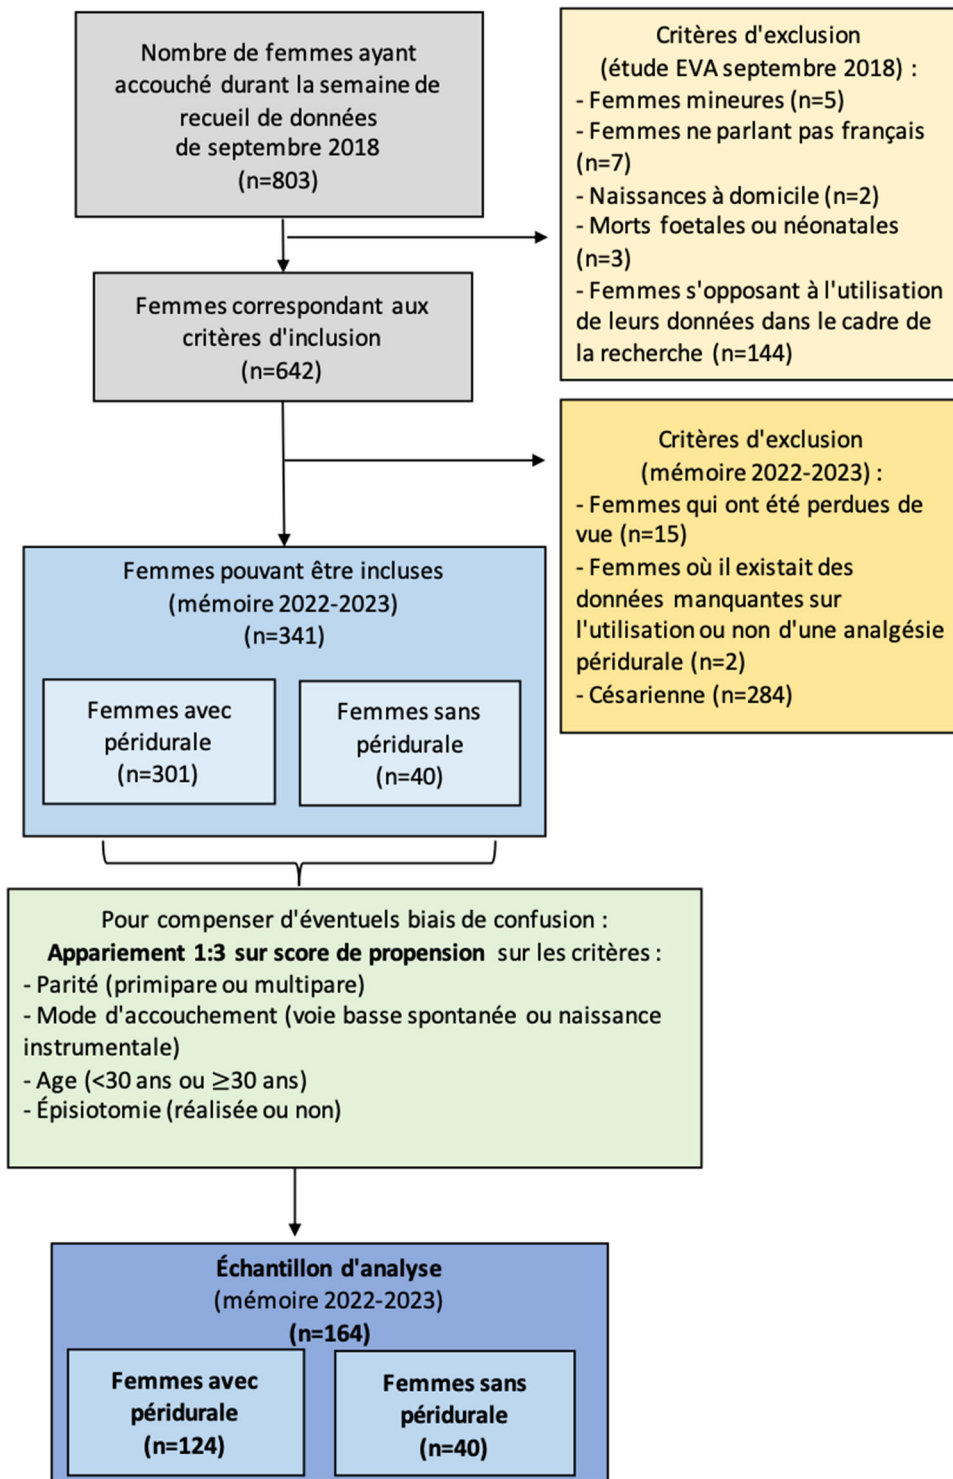 Nombre de femmes ayant
accouché durant la semaine de
recueil de données
de septembre 2018
(n=803)
Critères d'exclusion
(étude EVA septembre 2018) :
- Femmes mineures (n=5)
- Femmes ne parlant pas français
(n=7)
- Naissances à domicile (n=2)
- Morts foetales ou néonatales
(n=3)
- Femmes s'opposant à l'utilisation
de leurs données dans le cadre de
la recherche (n=144)
Femmes correspondant aux
critères d'inclusion
(n=642)
Critères d'exclusion
(mémoire 2022-2023) :
- Femmes qui ont été perdues de
vue (n=15)
- Femmes où il existait des
données manquantes sur
l'utilisation ou non d'une analgésie
péridurale (n=2)
- Césarienne (n=284)
Femmes pouvant être incluses
(mémoire 2022-2023)
(n=341)
Femmes avec
péridurale
(n=301)
Femmes sans
péridurale
(n=40)
Pour compenser d'éventuels biais de confusion :
Appariement 1:3 sur score de propension sur les critères :
- Parité (primipare ou multipare)
- Mode d'accouchement (voie basse spontanée ou naissance
instrumentale)
- Age (<30 ans ou ≥30 ans)
- Épisiotomie (réalisée ou non)
Échantillon d'analyse
(mémoire 2022-2023)
(n=164)
Femmes avec
péridurale
(n=124)
Femmes sans
péridurale
(n=40)